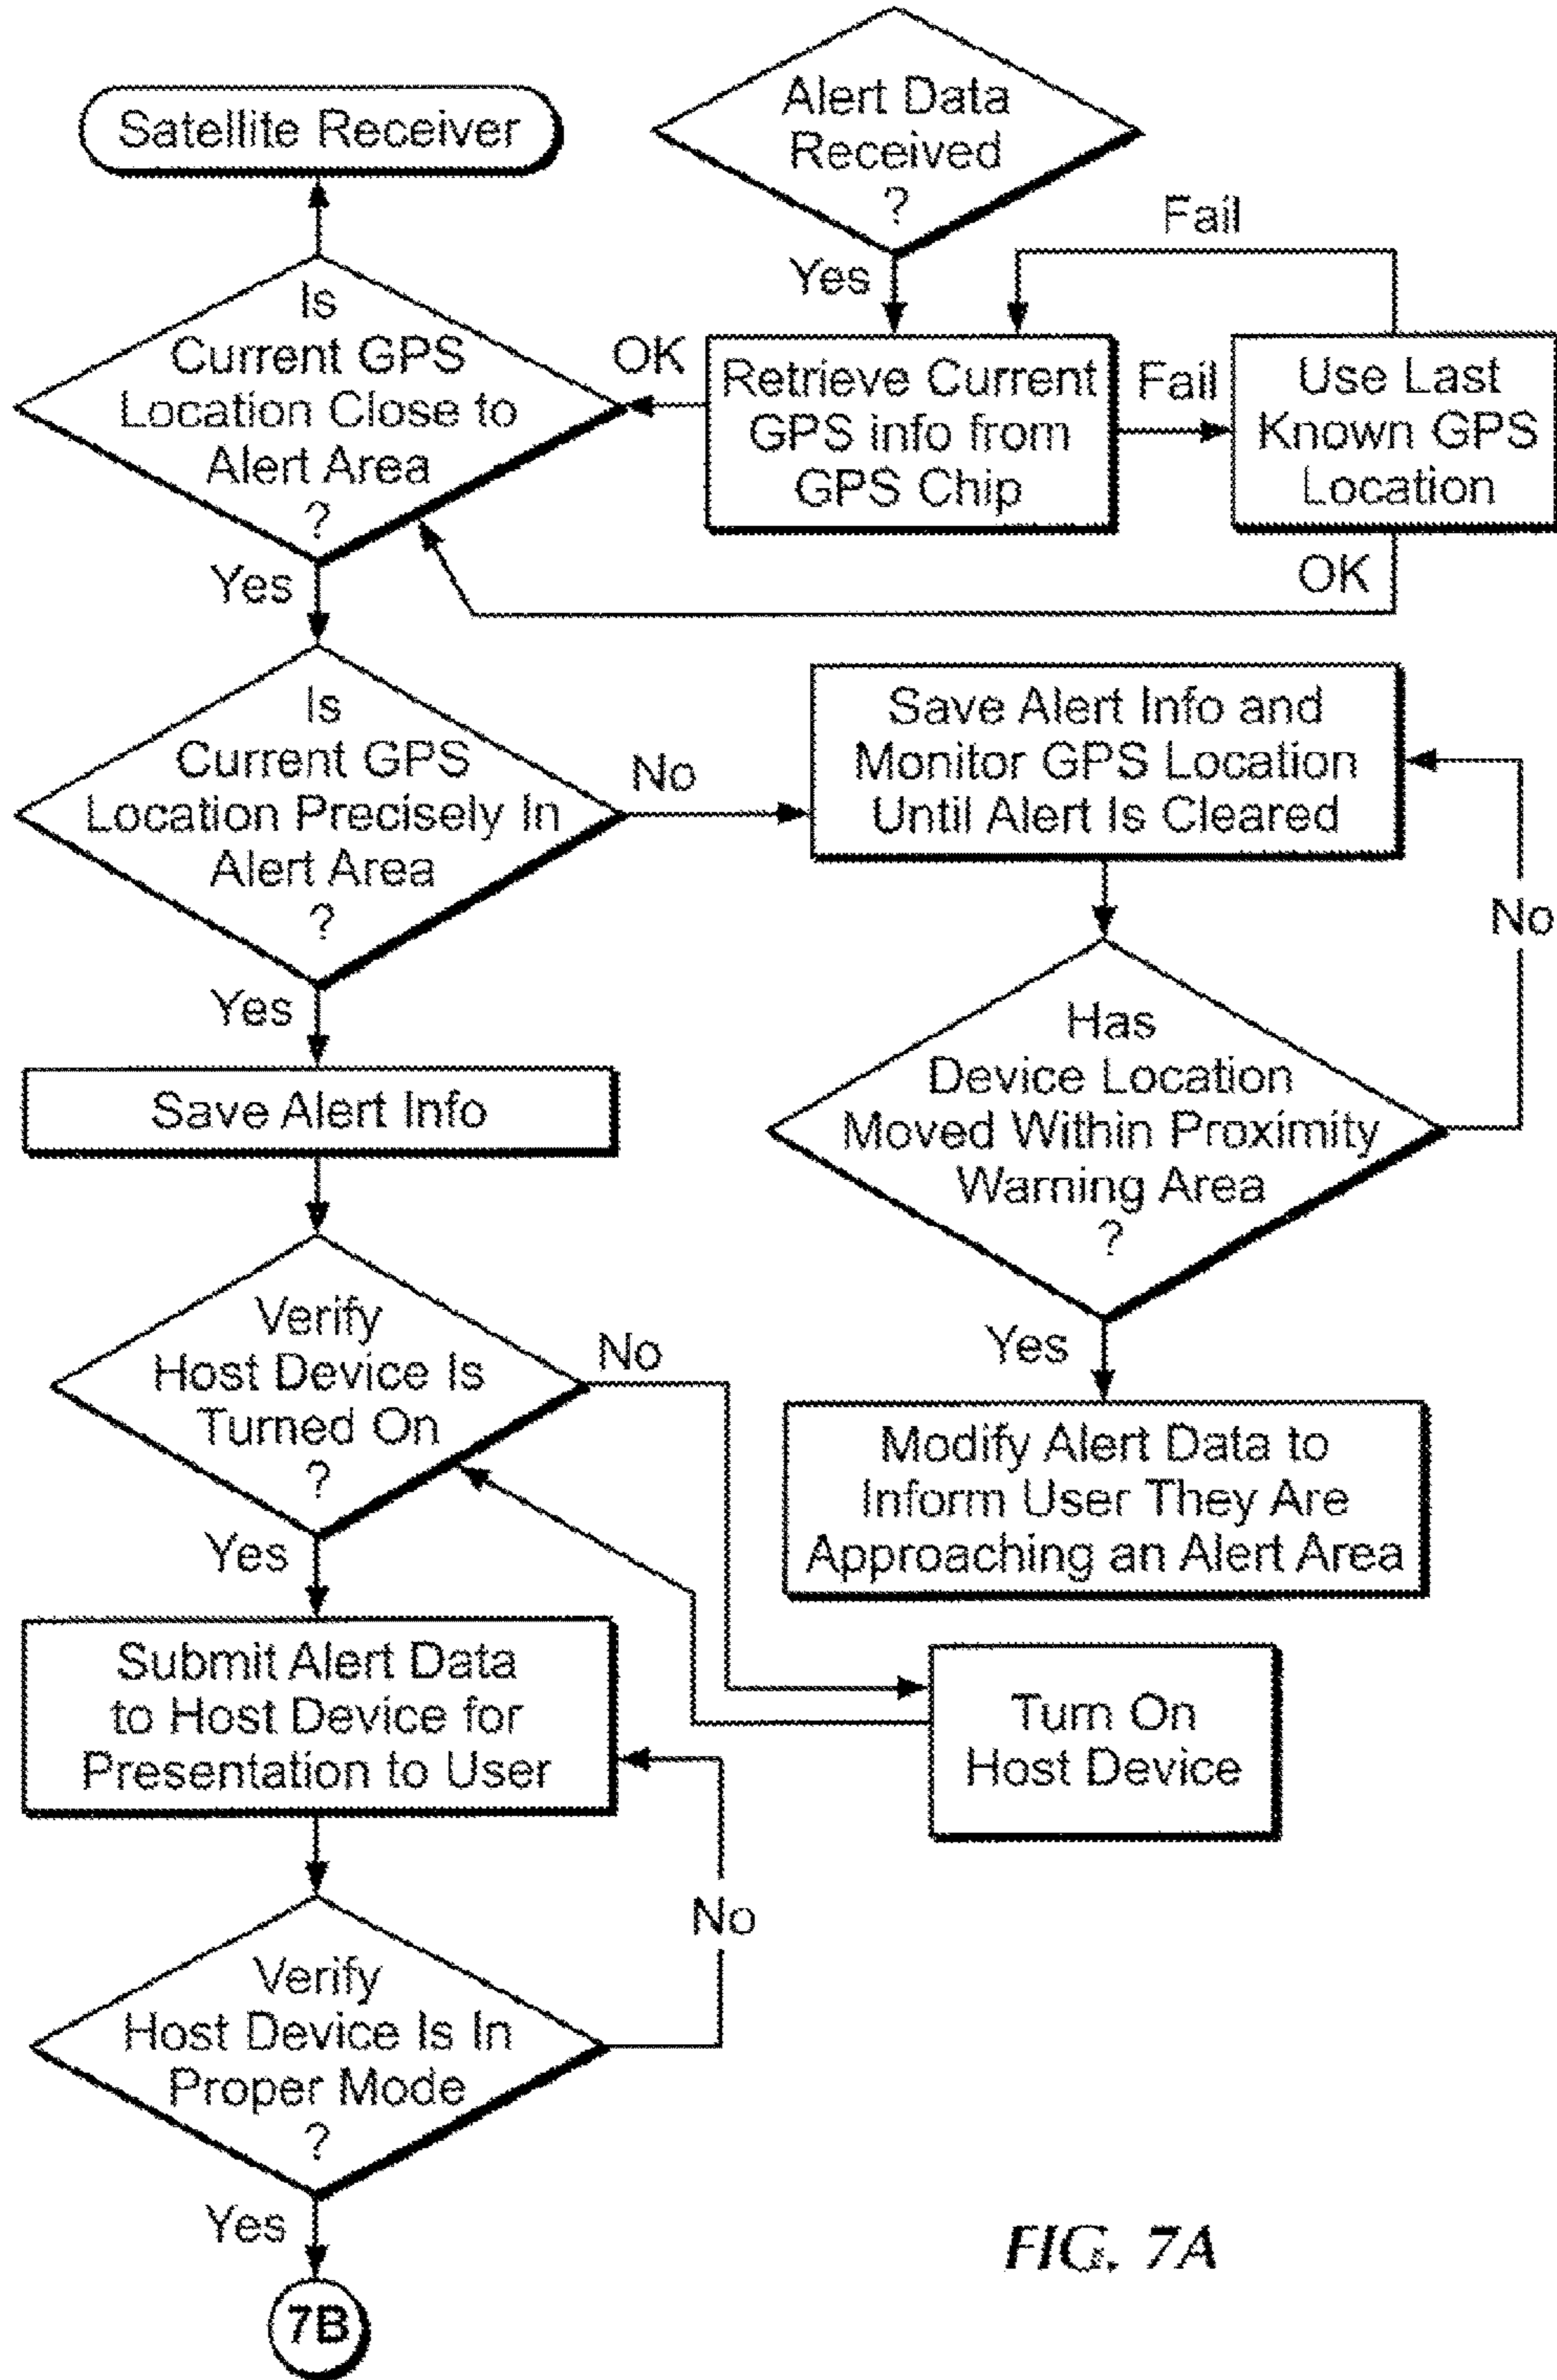 Satellite Receiver
Alert Data
Received
?
Yes
Fail
Is
Current GPS
Location Close to
Alert Area
?
OK
Retrieve Current
GPS info from
GPS Chip
Fail
Use Last
Known GPS
Location
OK
Yes
Is
Current GPS
Location Precisely In
Alert Area
?
No
Save Alert Info and
Monitor GPS Location
Until Alert Is Cleared
No
Yes
Save Alert Info
Has
Device Location
Moved Within Proximity
Warning Area
?
Yes
Verify
Host Device Is
Turned On
?
No
Modify Alert Data to
Inform User They Are
Approaching an Alert Area
Yes
Submit Alert Data
to Host Device for
Presentation to User
Turn On
Host Device
No
Verify
Host Device Is In
Proper Mode
?
Yes
7B
FIG. 7A